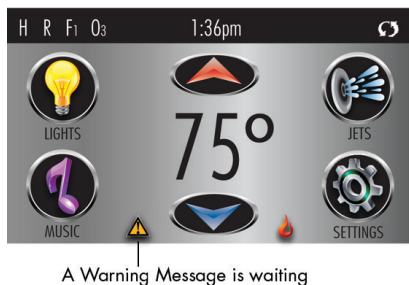 H R F1 O3 1:36pm
LIGHTS
75°
JETS
MUSIC
SETTINGS
A Warning Message is waiting